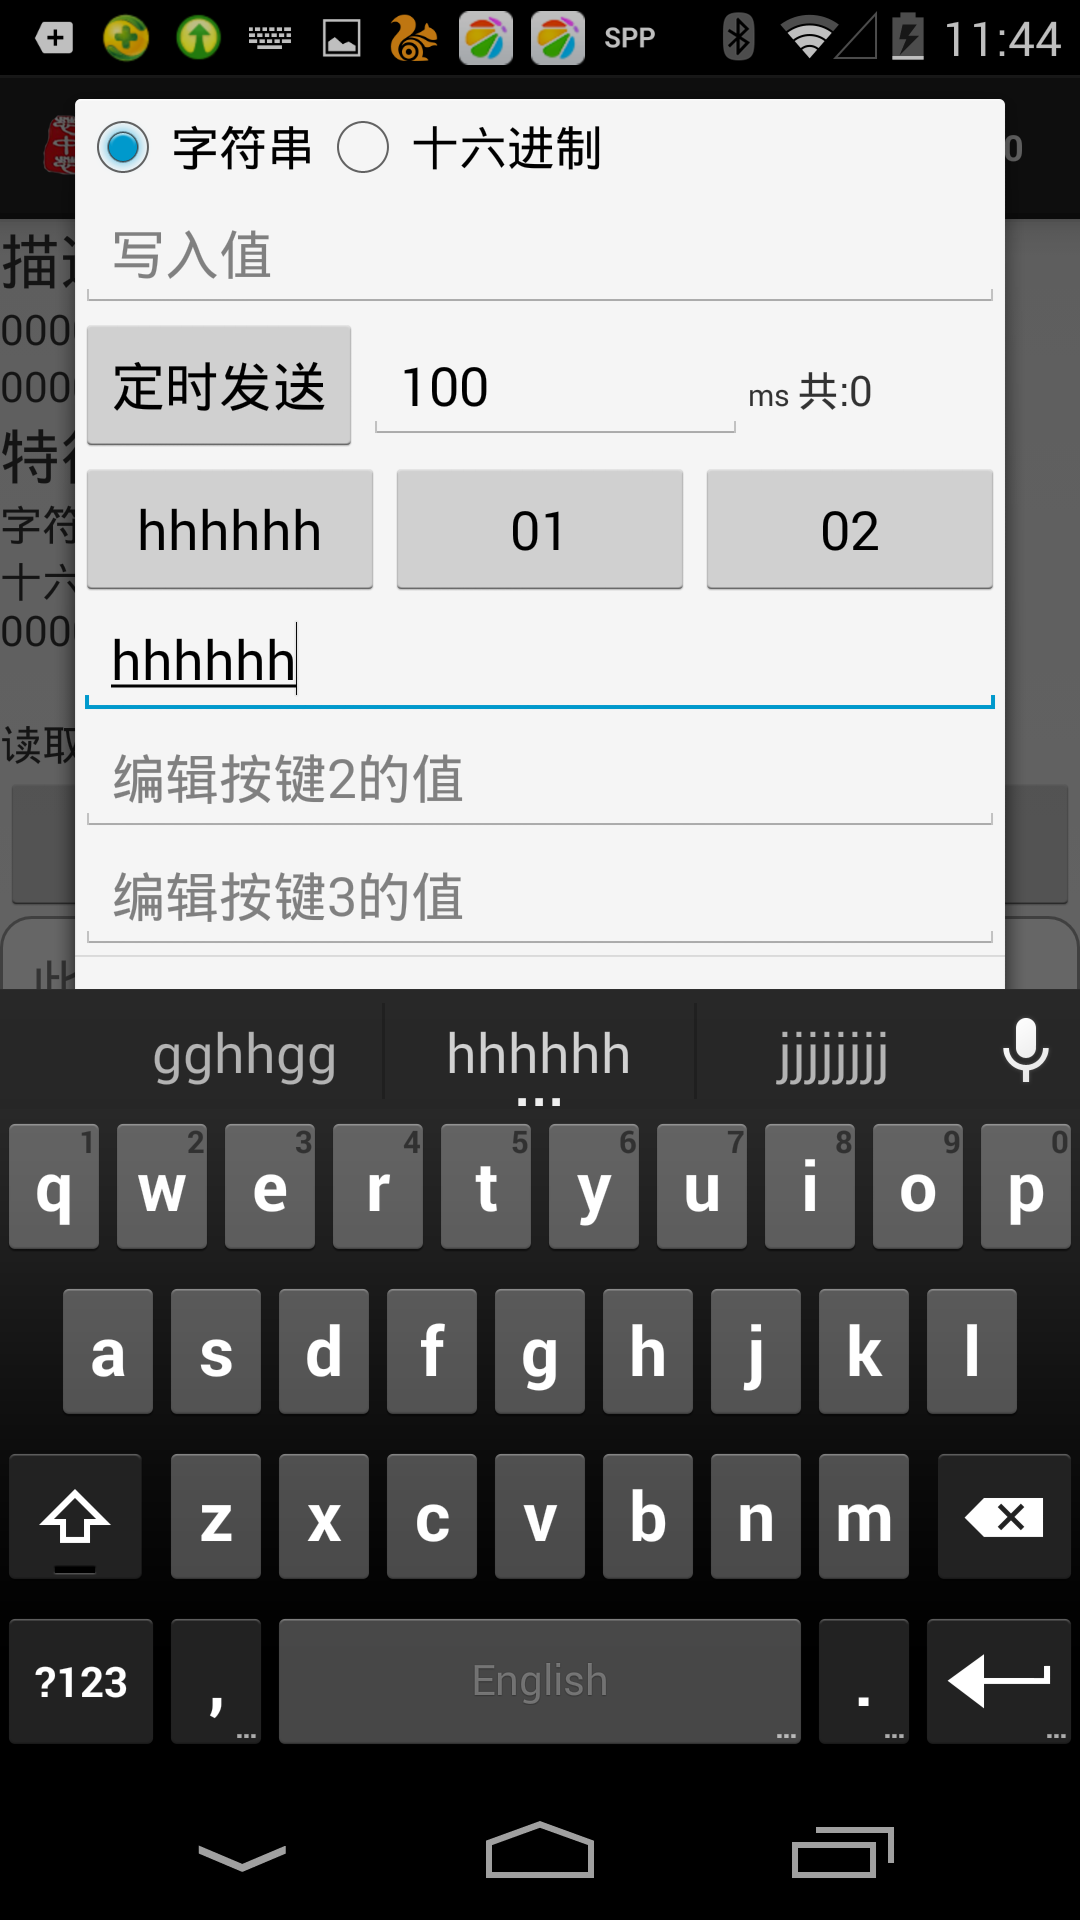 SPP 11:44
字符串 十六进制
0
写入值
描
000
定时发送 100 ms 共:0
000
特
hhhhhh 01 02
字符
十六
000
hhhhhh
读取
编辑按键2的值
编辑按键3的值
此
gghhgg hhhhhh jjjjjjjj
1 2 3 4 5 6 7 8 9 0
q w e r t y u i o p
a s d f g h j k l
z x c v b n m
?123 , English .